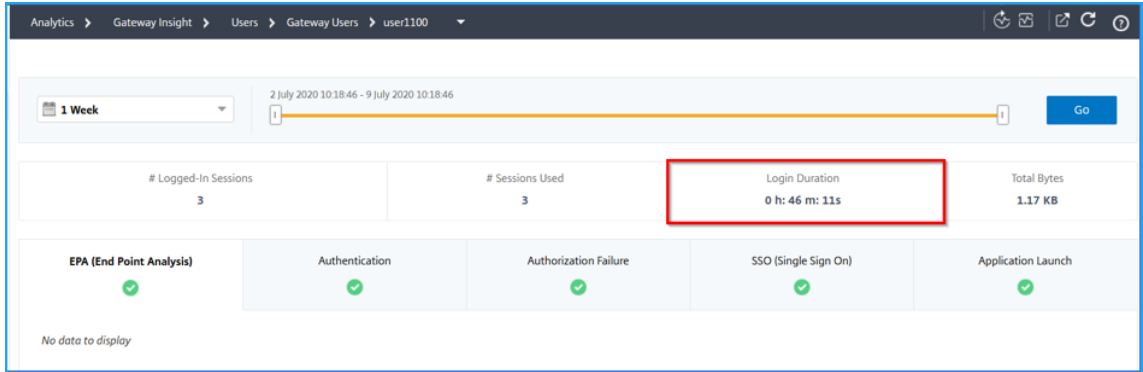 Analytics > Gateway Insight > Users > Gateway Users > user1100
2 July 2020 10:18:46 - 9 July 2020 10:18:46
1 Week
Go
# Logged-In Sessions # Sessions Used Login Duration Total Bytes
3 3 0 h: 46 m: 11s 1.17 KB
EPA (End Point Analysis) Authentication Authorization Failure SSO (Single Sign On) Application Launch
No data to display